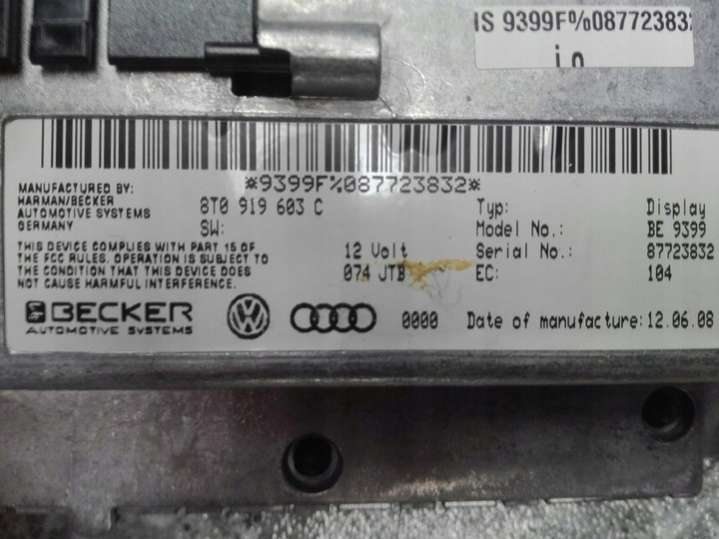 IS 9399F%08772383
in
*9399F%087723832*
MANUFACTURED BY:
HARMAN/BECKER
AUTOMOTIVE SYSTEMS
GERMANY
8T0 919 603 C
SW:
Typ: Display
Model No.: BE 9399
Serial No.: 87723832
EC: 104
THIS DEVICE COMPLIES WITH PART 15 OF
THE FCC RULES. OPERATION IS SUBJECT TO
THE CONDITION THAT THIS DEVICE DOES
NOT CAUSE HARMFUL INTERFERENCE.
12 Volt
074 JTB
BECKER
AUTOMOTIVE SYSTEMS
0000 Date of manufacture: 12.06.08